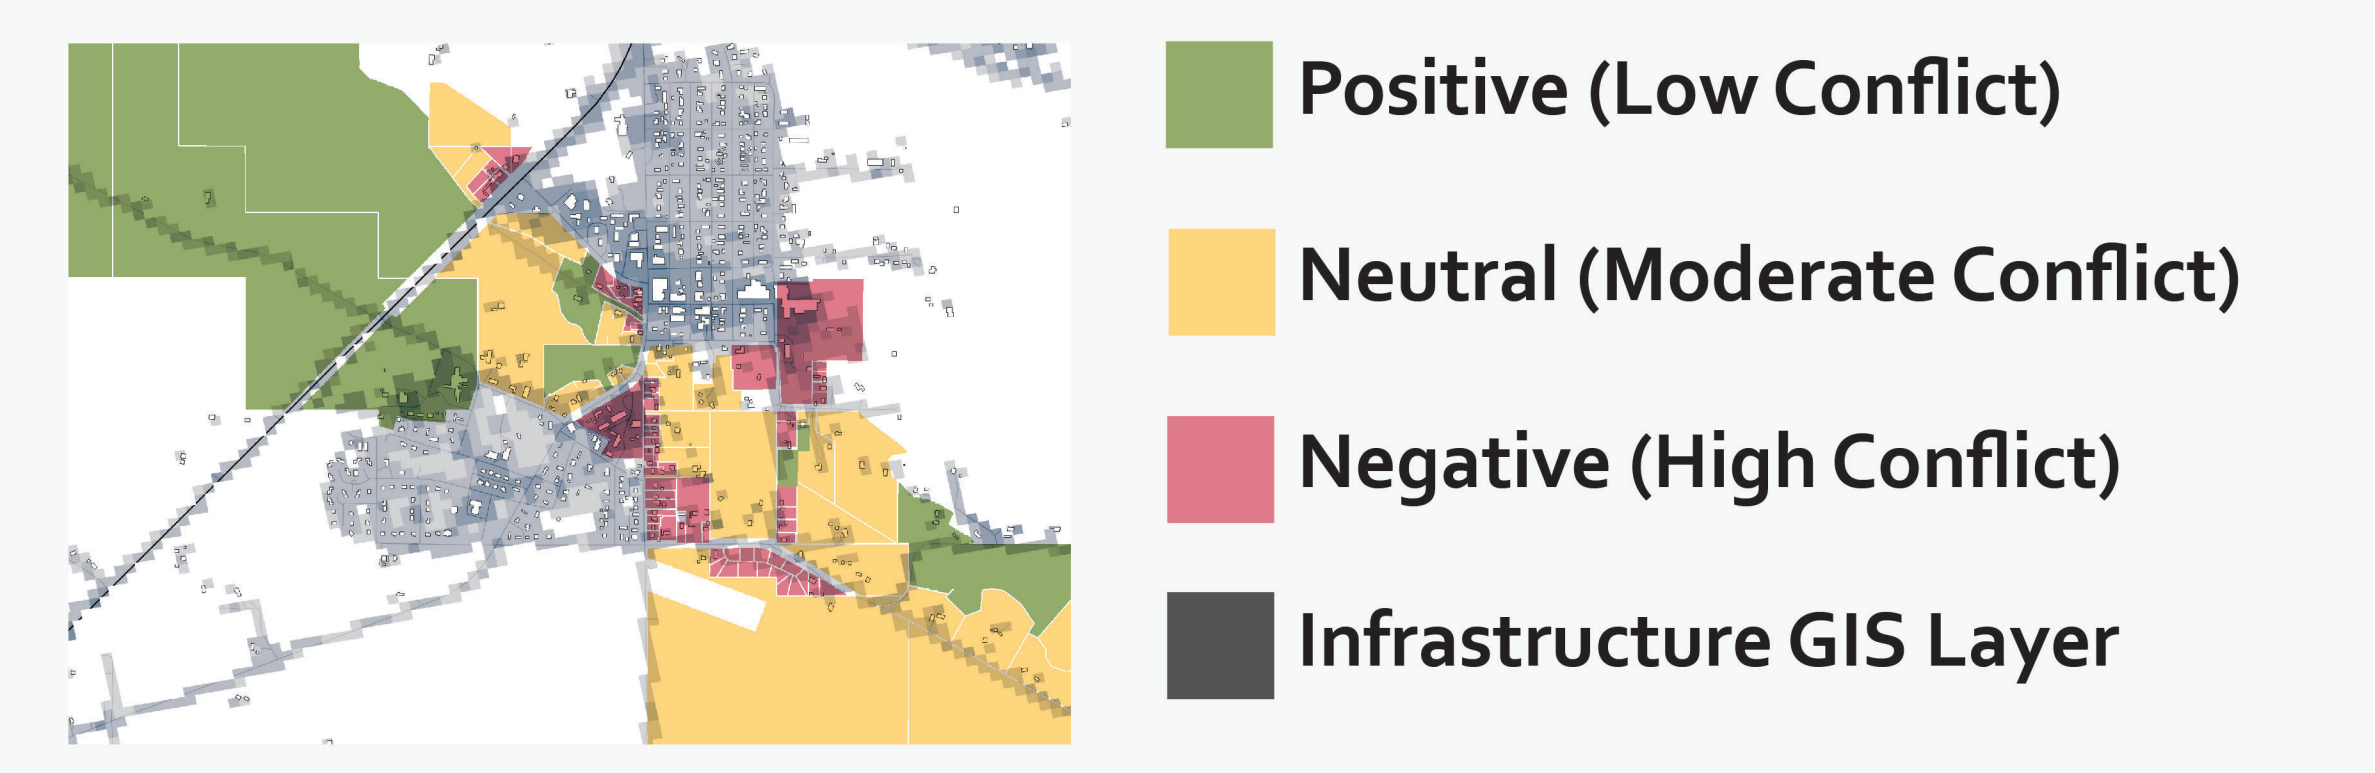 Positive (Low Conflict)
Neutral (Moderate Conflict)
Negative (High Conflict)
Infrastructure GIS Layer